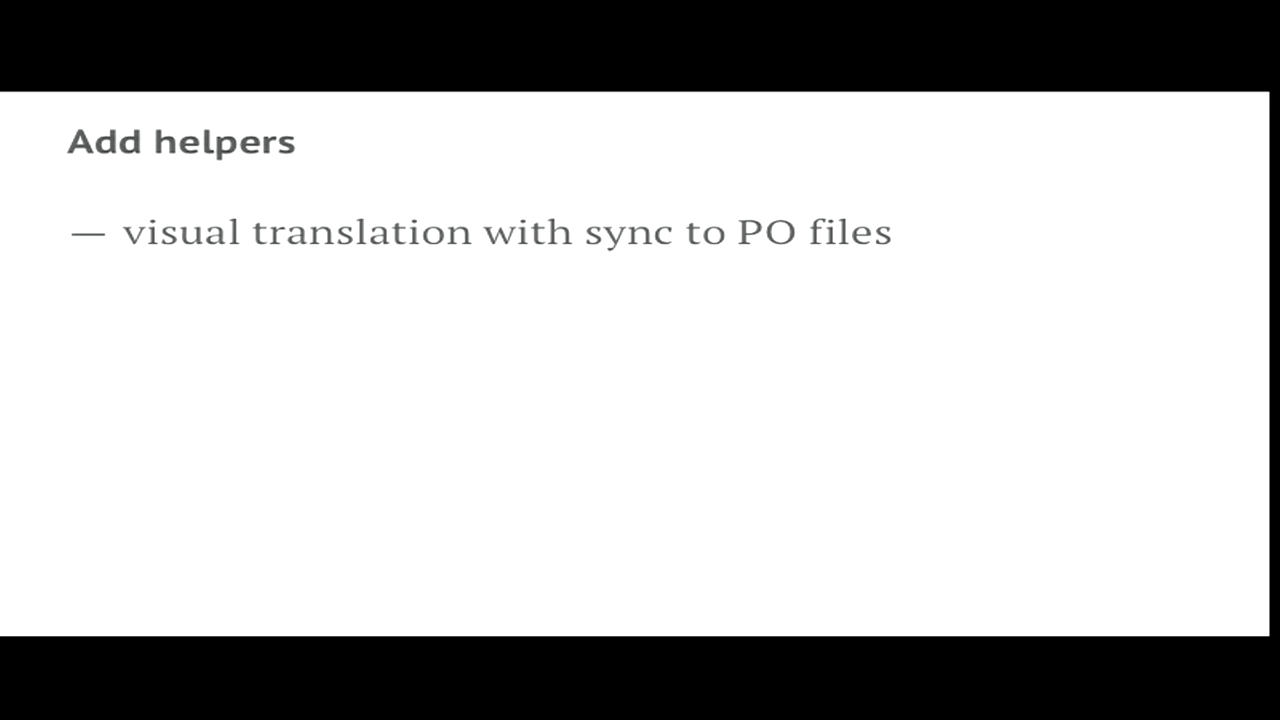 Add helpers
— visual translation with sync to PO files